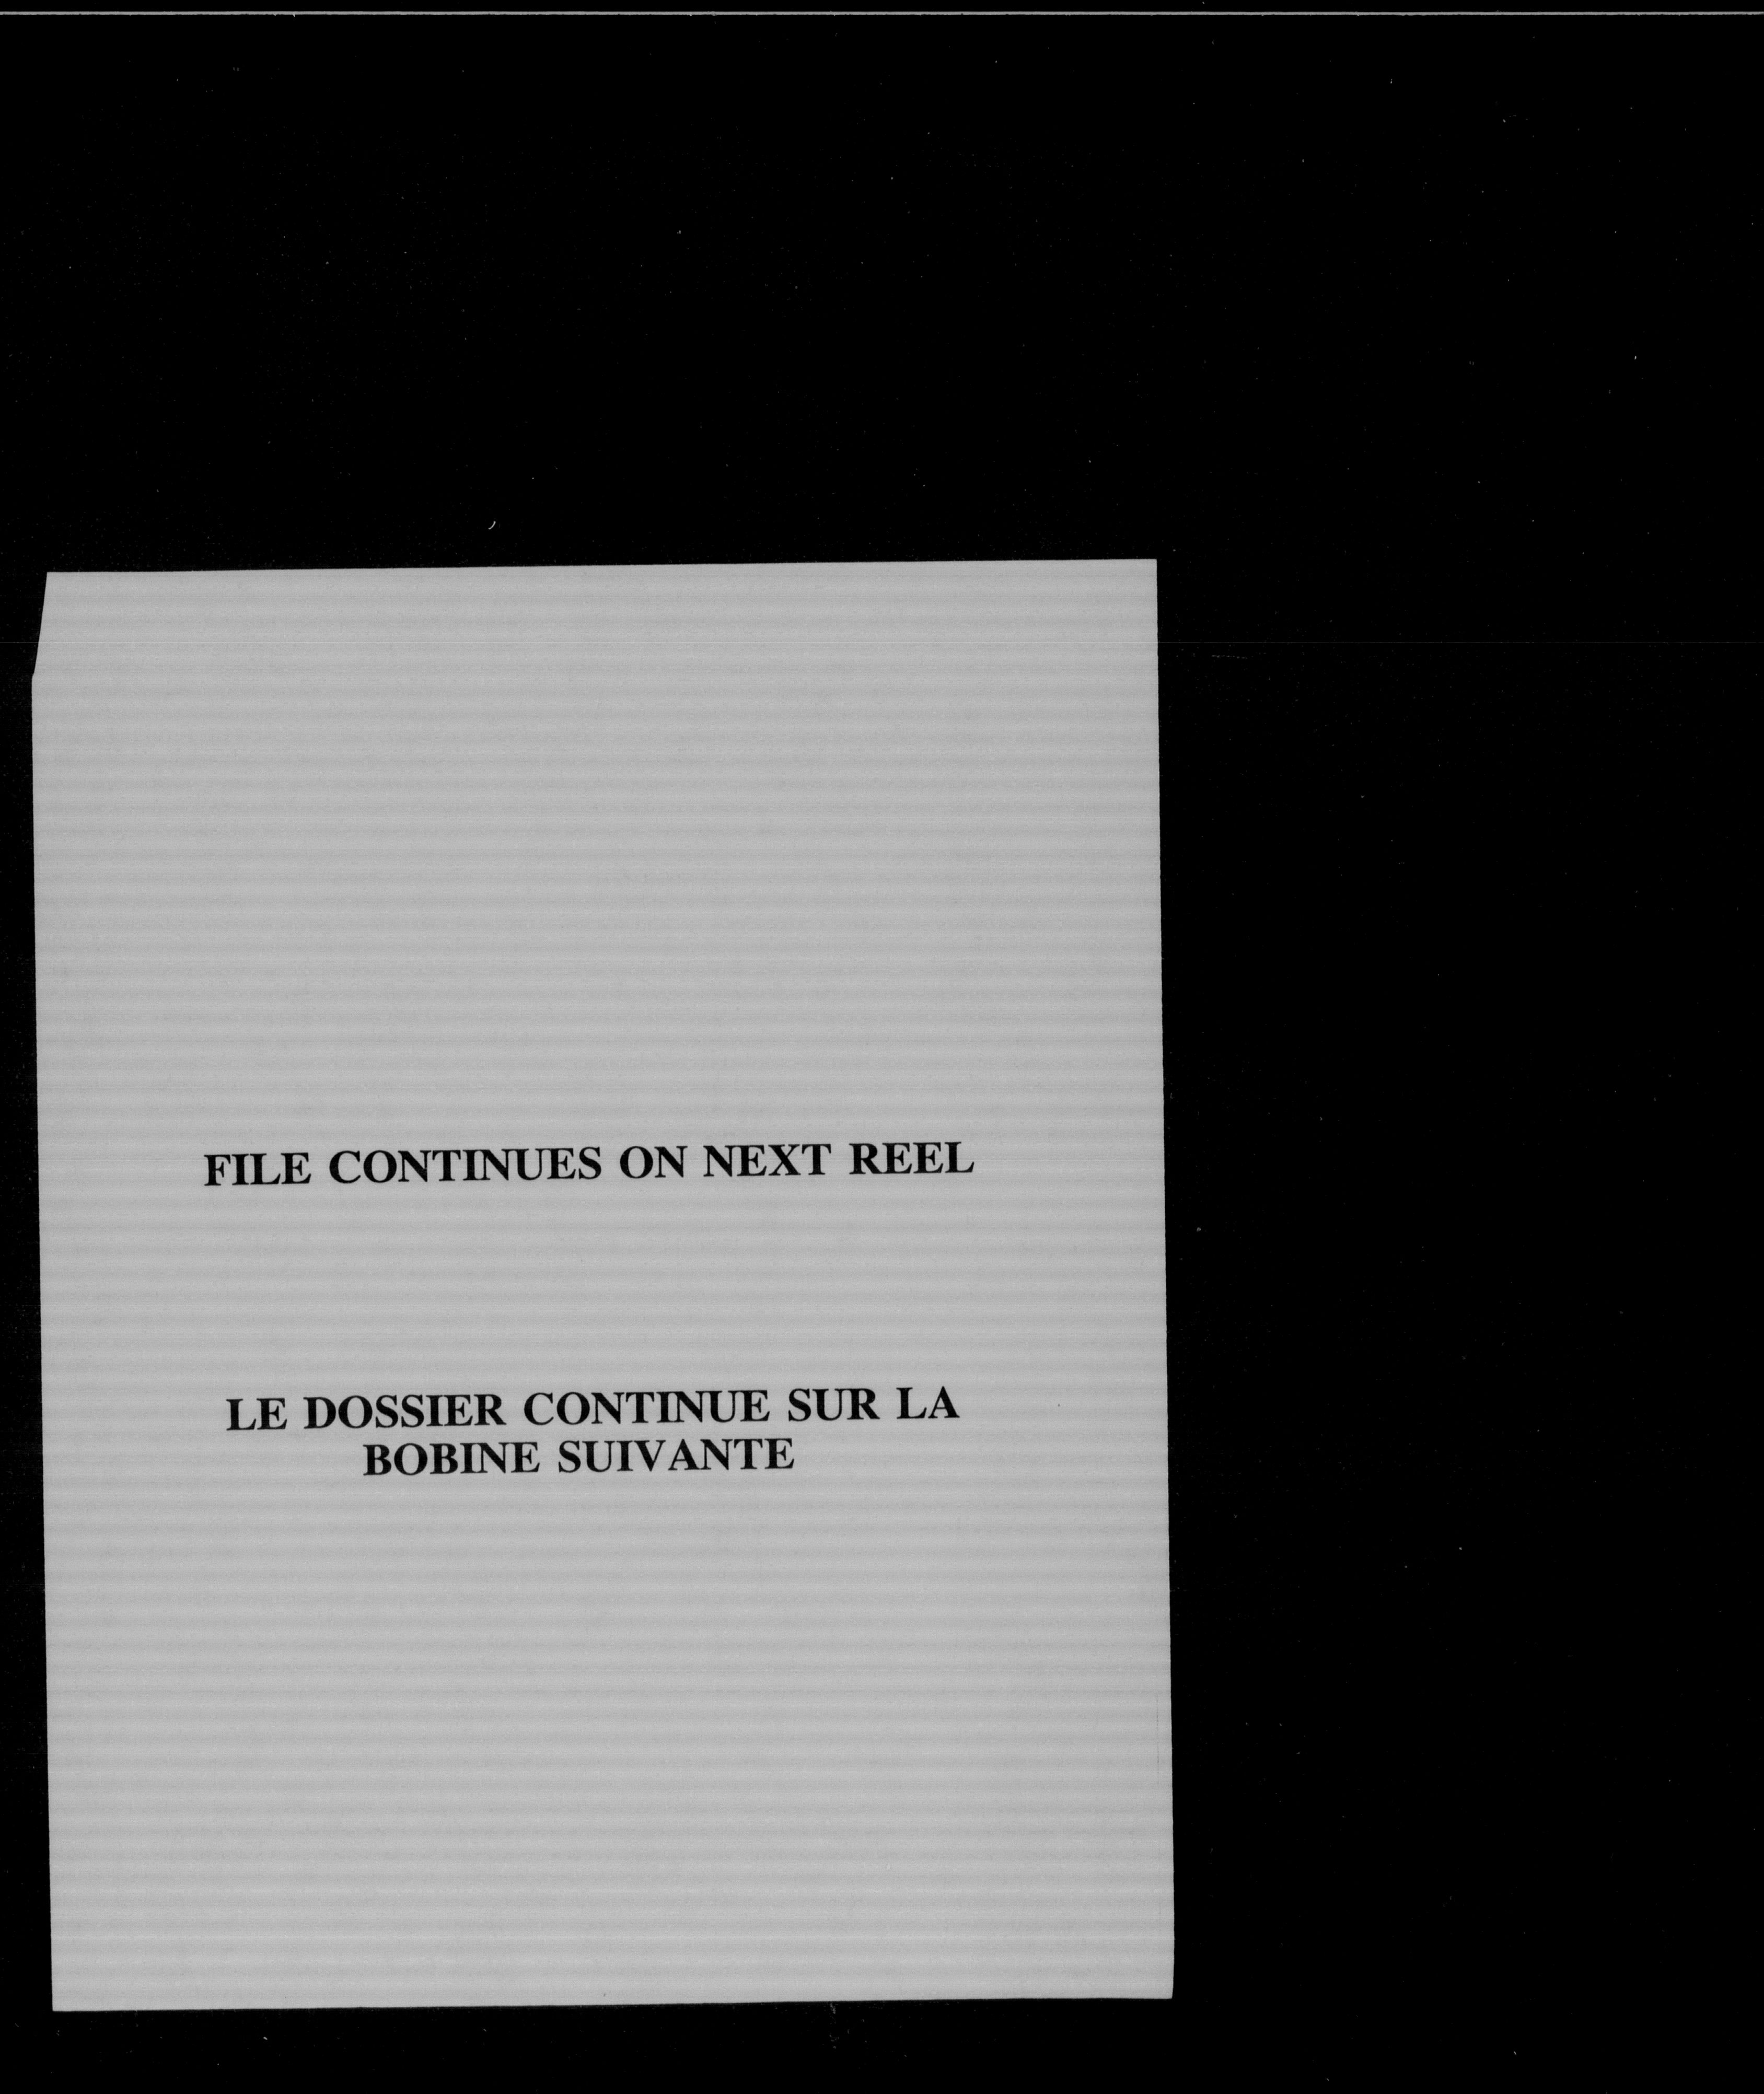 FILE CONTINUES ON NEXT REEL
LE DOSSIER CONTINUE SUR LA
BOBINE SUIVANTE